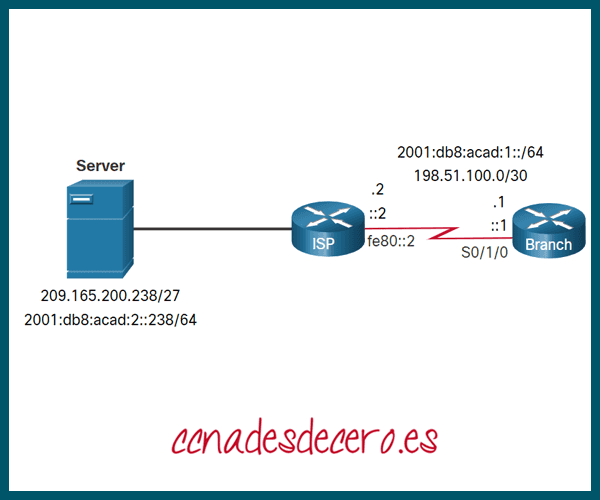 2001:db8:acad:1::/64
198.51.100.0/30
Server
.2
.1
::2
::1
ISP
fe80::2
S0/1/0
Branch
209.165.200.238/27
2001:db8:acad:2::238/64
ccnadesdecero.es